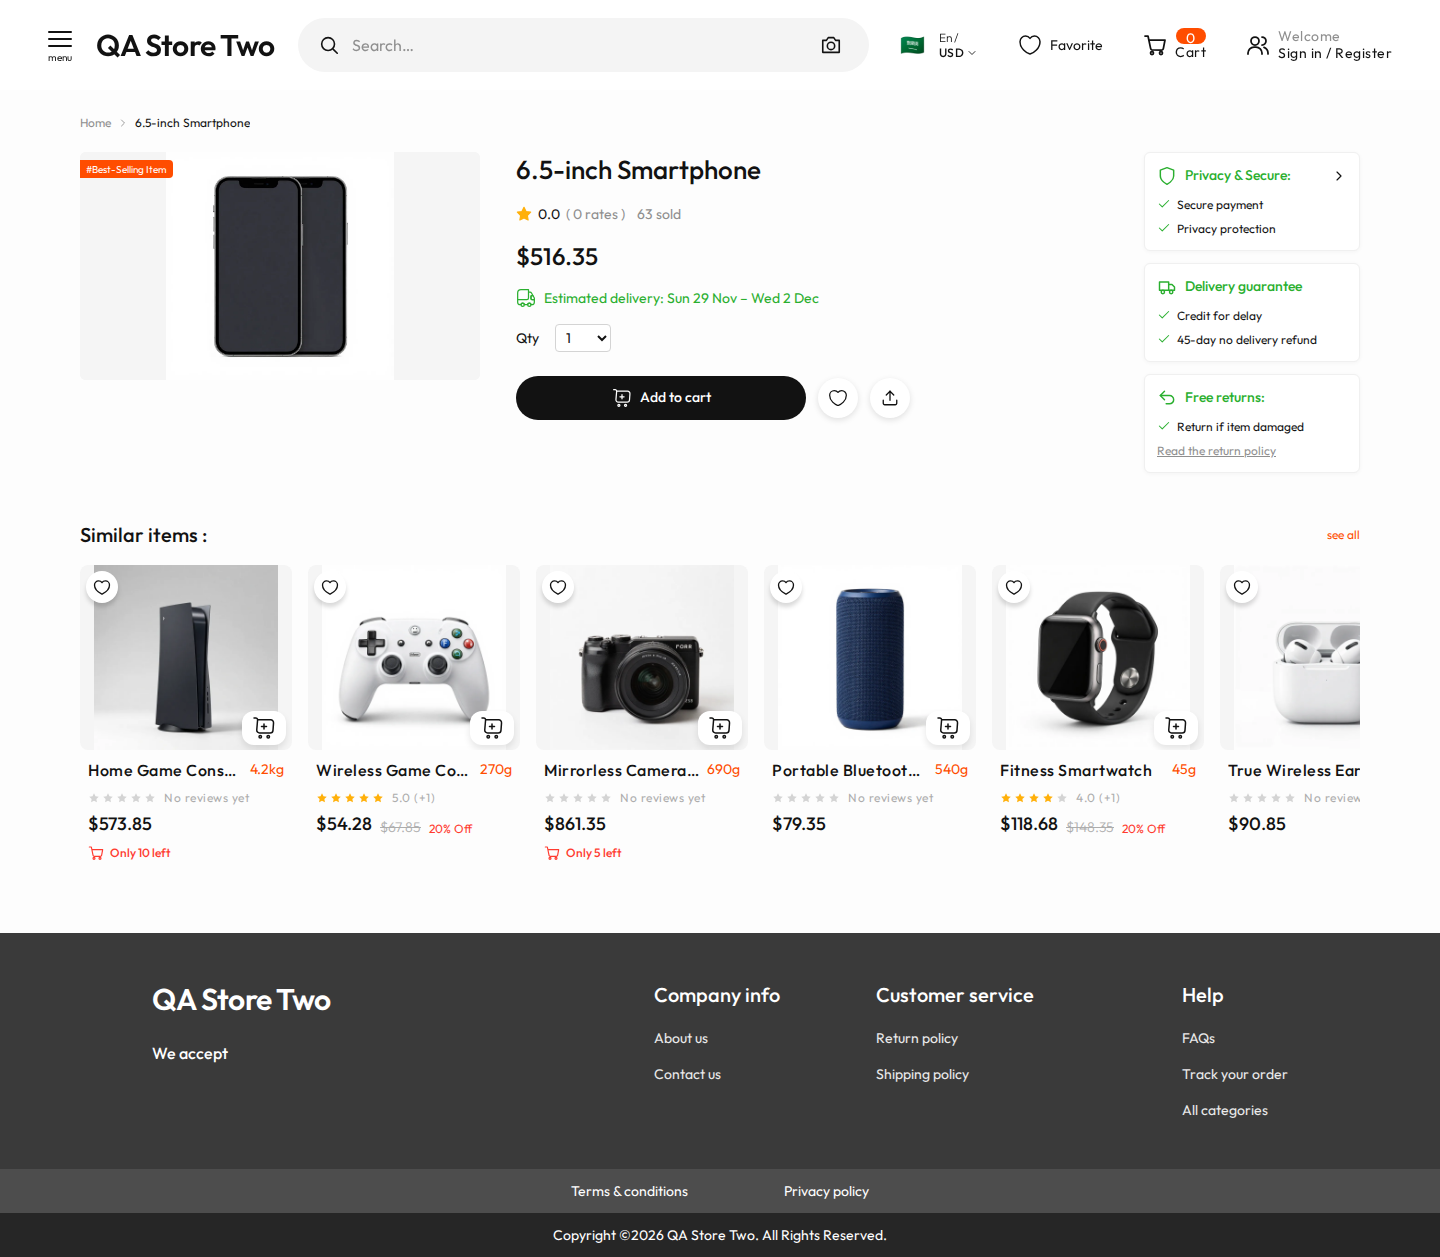 menu
QA Store Two
Search...
En/
USD
Favorite
0
Cart
Welcome
Sign in / Register
Home > 6.5-inch Smartphone
#Best-Selling Item
6.5-inch Smartphone
0.0 ( 0 rates ) 63 sold
$516.35
Estimated delivery: Sun 29 Nov – Wed 2 Dec
Qty 1
Add to cart
Privacy & Secure:
Secure payment
Privacy protection
Delivery guarantee
Credit for delay
45-day no delivery refund
Free returns:
Return if item damaged
Read the return policy
Similar items :
see all
Home Game Cons... 4.2kg
No reviews yet
$573.85
Only 10 left
Wireless Game Co... 270g
5.0 (+1)
$54.28 $67.85 20% Off
FORR
Mirrorless Camera... 690g
No reviews yet
$861.35
Only 5 left
Portable Bluetoot... 540g
No reviews yet
$79.35
Fitness Smartwatch 45g
4.0 (+1)
$118.68 $148.35 20% Off
True Wireless Ear
No review
$90.85
QA Store Two
We accept
Company info
About us
Contact us
Customer service
Return policy
Shipping policy
Help
FAQs
Track your order
All categories
Terms & conditions
Privacy policy
Copyright ©2026 QA Store Two. All Rights Reserved.